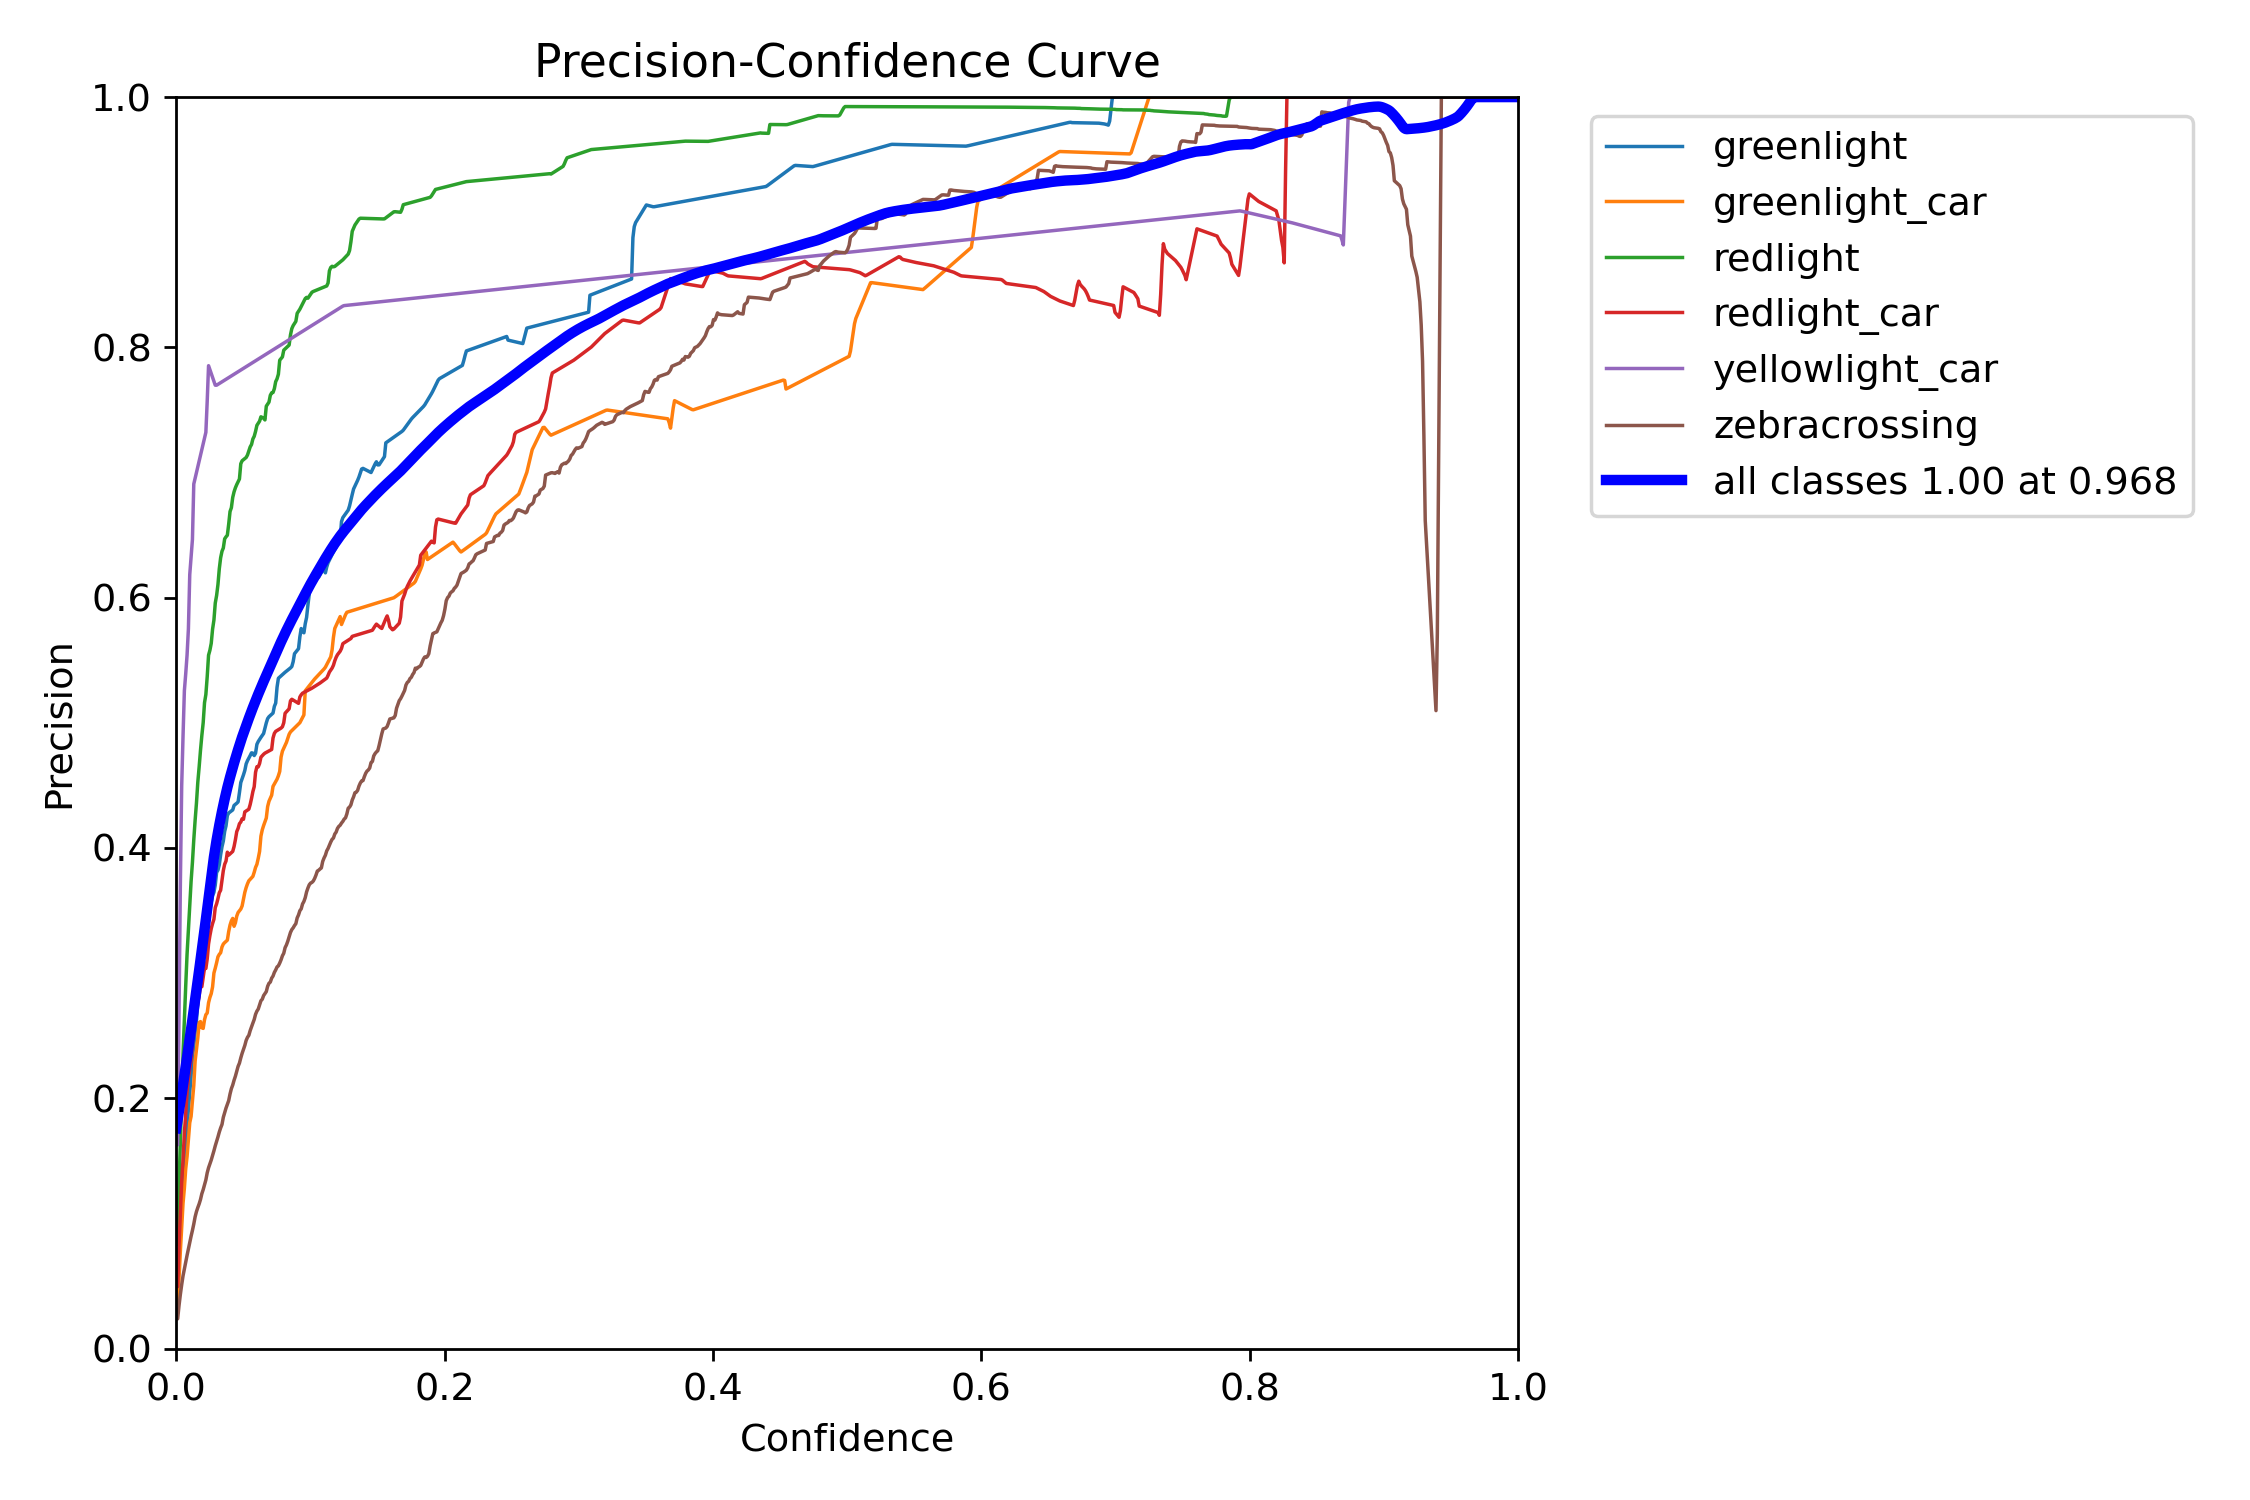 Precision-Confidence Curve
1.0
0.8
0.6
0.4
0.2
0.0
Precision
0.0 0.2 0.4 0.6 0.8 1.0
Confidence
greenlight
greenlight_car
redlight
redlight_car
yellowlight_car
zebracrossing
all classes 1.00 at 0.968